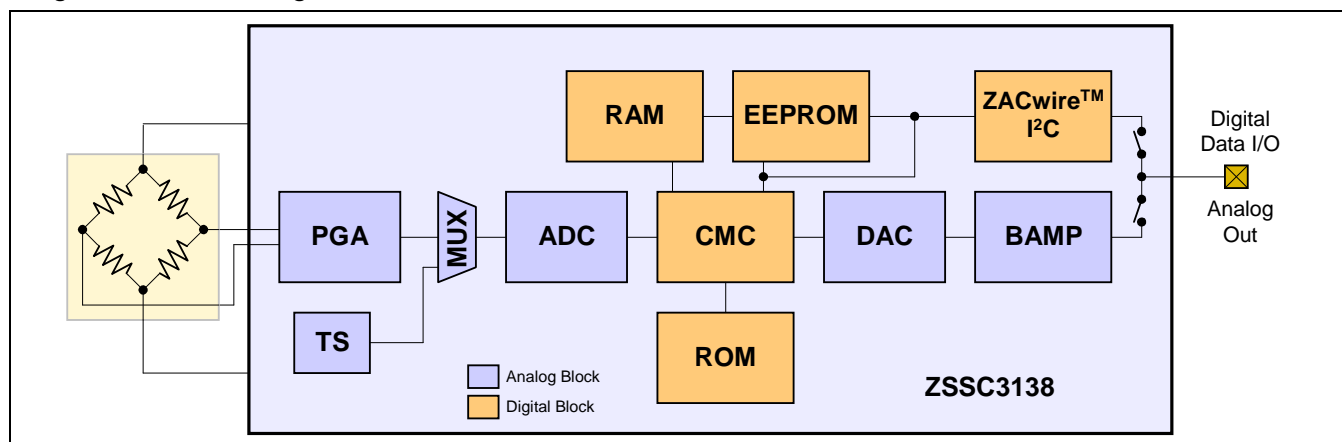 RAM
EEPROM
ZACwire™
I²C
Digital
Data I/O
PGA
MUX
ADC
CMC
DAC
BAMP
Analog
Out
TS
ROM
Analog Block
Digital Block
ZSSC3138